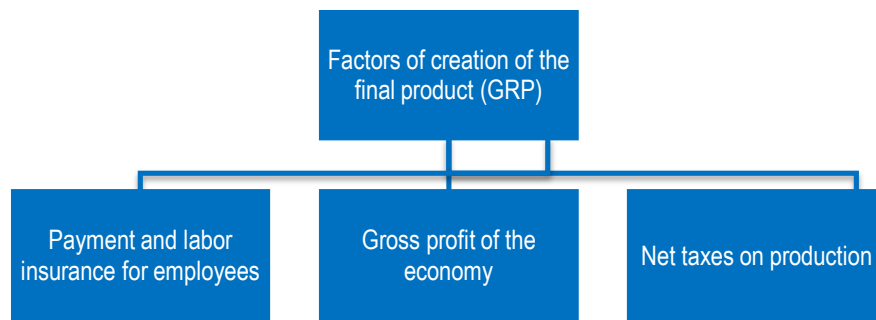 Factors of creation of the
final product (GRP)
Payment and labor
insurance for employees
Gross profit of the
economy
Net taxes on production